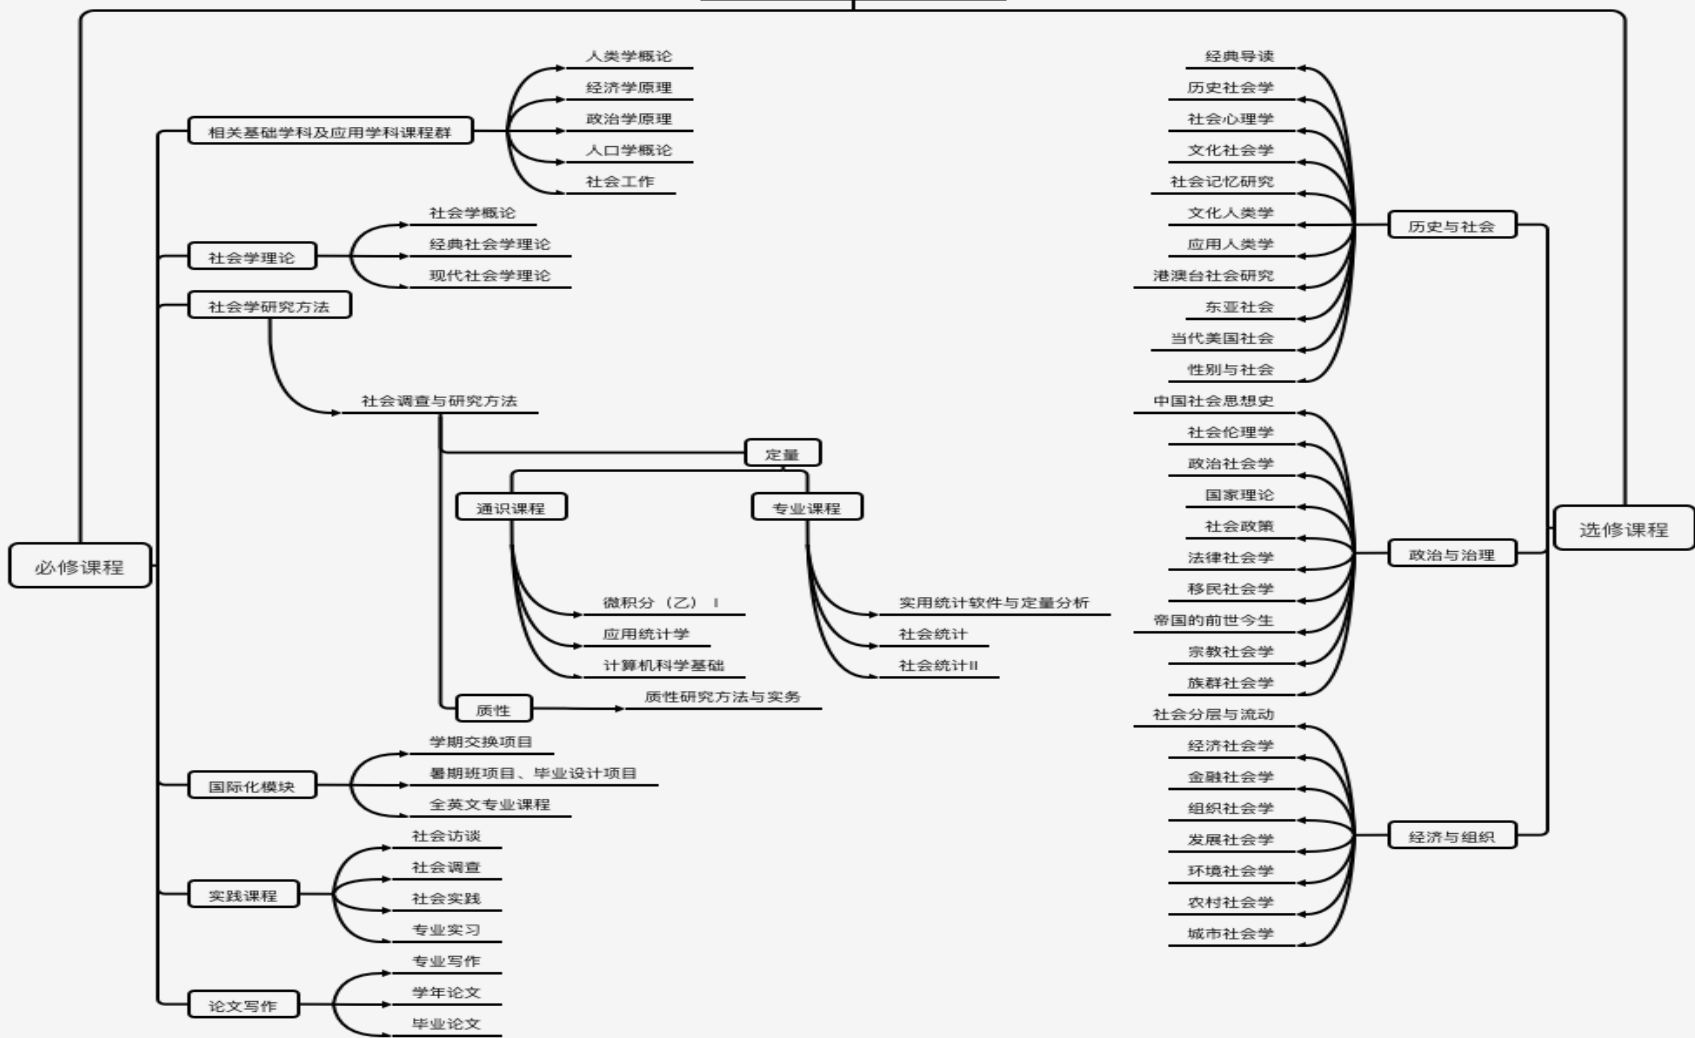 必修课程
相关基础学科及应用学科课程群
人类学概论
经济学原理
政治学原理
人口学概论
社会工作
社会学理论
社会学概论
经典社会学理论
现代社会学理论
社会学研究方法
社会调查与研究方法
定量
通识课程
微积分（乙） I
应用统计学
计算机科学基础
专业课程
实用统计软件与定量分析
社会统计
社会统计II
质性
质性研究方法与实务
国际化模块
学期交换项目
暑期班项目、毕业设计项目
全英文专业课程
实践课程
社会访谈
社会调查
社会实践
专业实习
论文写作
专业写作
学年论文
毕业论文
选修课程
历史与社会
经典导读
历史社会学
社会心理学
文化社会学
社会记忆研究
文化人类学
应用人类学
港澳台社会研究
东亚社会
当代美国社会
性别与社会
政治与治理
中国社会思想史
社会伦理学
政治社会学
国家理论
社会政策
法律社会学
移民社会学
帝国的前世今生
宗教社会学
族群社会学
经济与组织
社会分层与流动
经济社会学
金融社会学
组织社会学
发展社会学
环境社会学
农村社会学
城市社会学